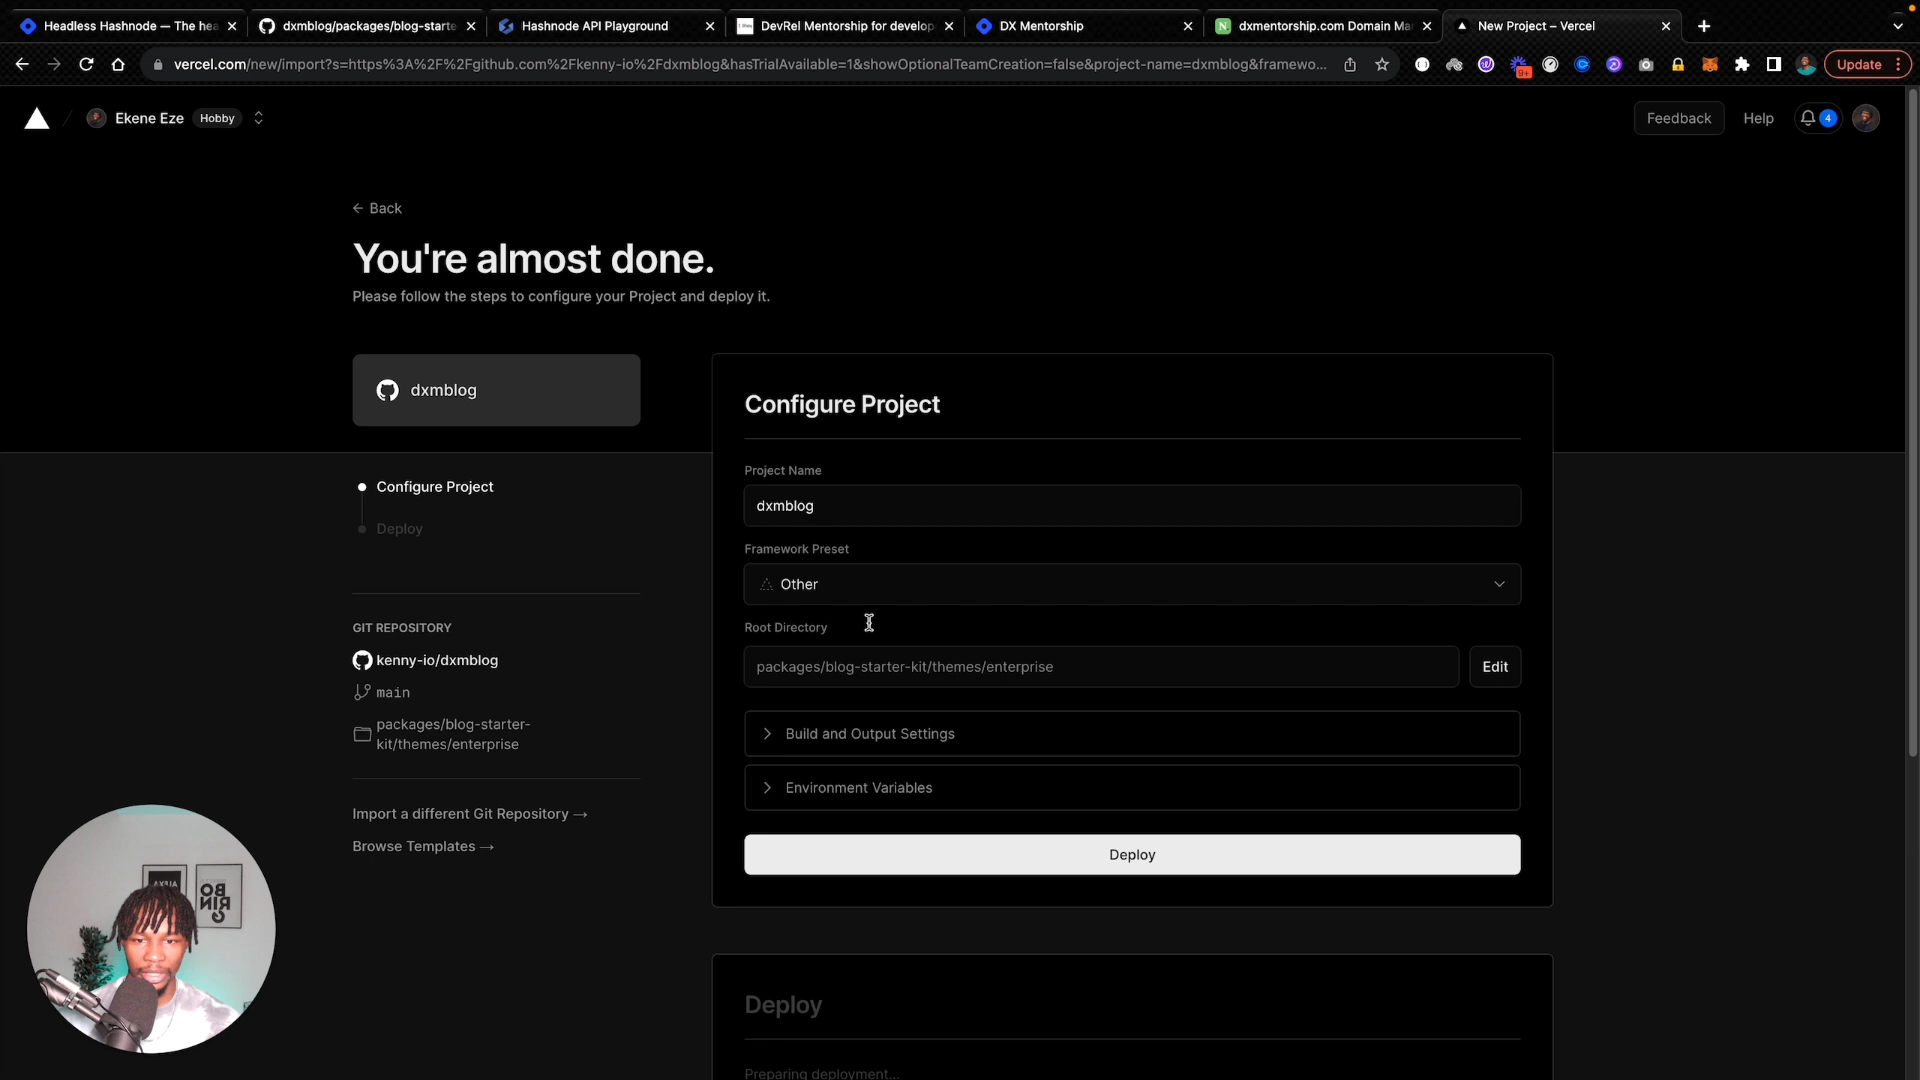 Headless Hashnode — The hea
dxmblog/packages/blog-starte
Hashnode API Playground
DevRel Mentorship for develop
DX Mentorship
dxmentorship.com Domain Ma
New Project – Vercel
vercel.com/new/import?s=https%3A%2F%2Fgithub.com%2Fkenny-io%2Fdxmblog&hasTrialAvailable=1&showOptionalTeamCreation=false&project-name=dxmblog&framewo...
9+
Update
Ekene Eze
Hobby
Feedback
Help
4
← Back
You're almost done.
Please follow the steps to configure your Project and deploy it.
dxmblog
Configure Project
Deploy
GIT REPOSITORY
kenny-io/dxmblog
main
packages/blog-starter-
kit/themes/enterprise
Import a different Git Repository →
Browse Templates →
Configure Project
Project Name
dxmblog
Framework Preset
Other
Root Directory
packages/blog-starter-kit/themes/enterprise
Edit
Build and Output Settings
Environment Variables
Deploy
Deploy
Preparing deployment...